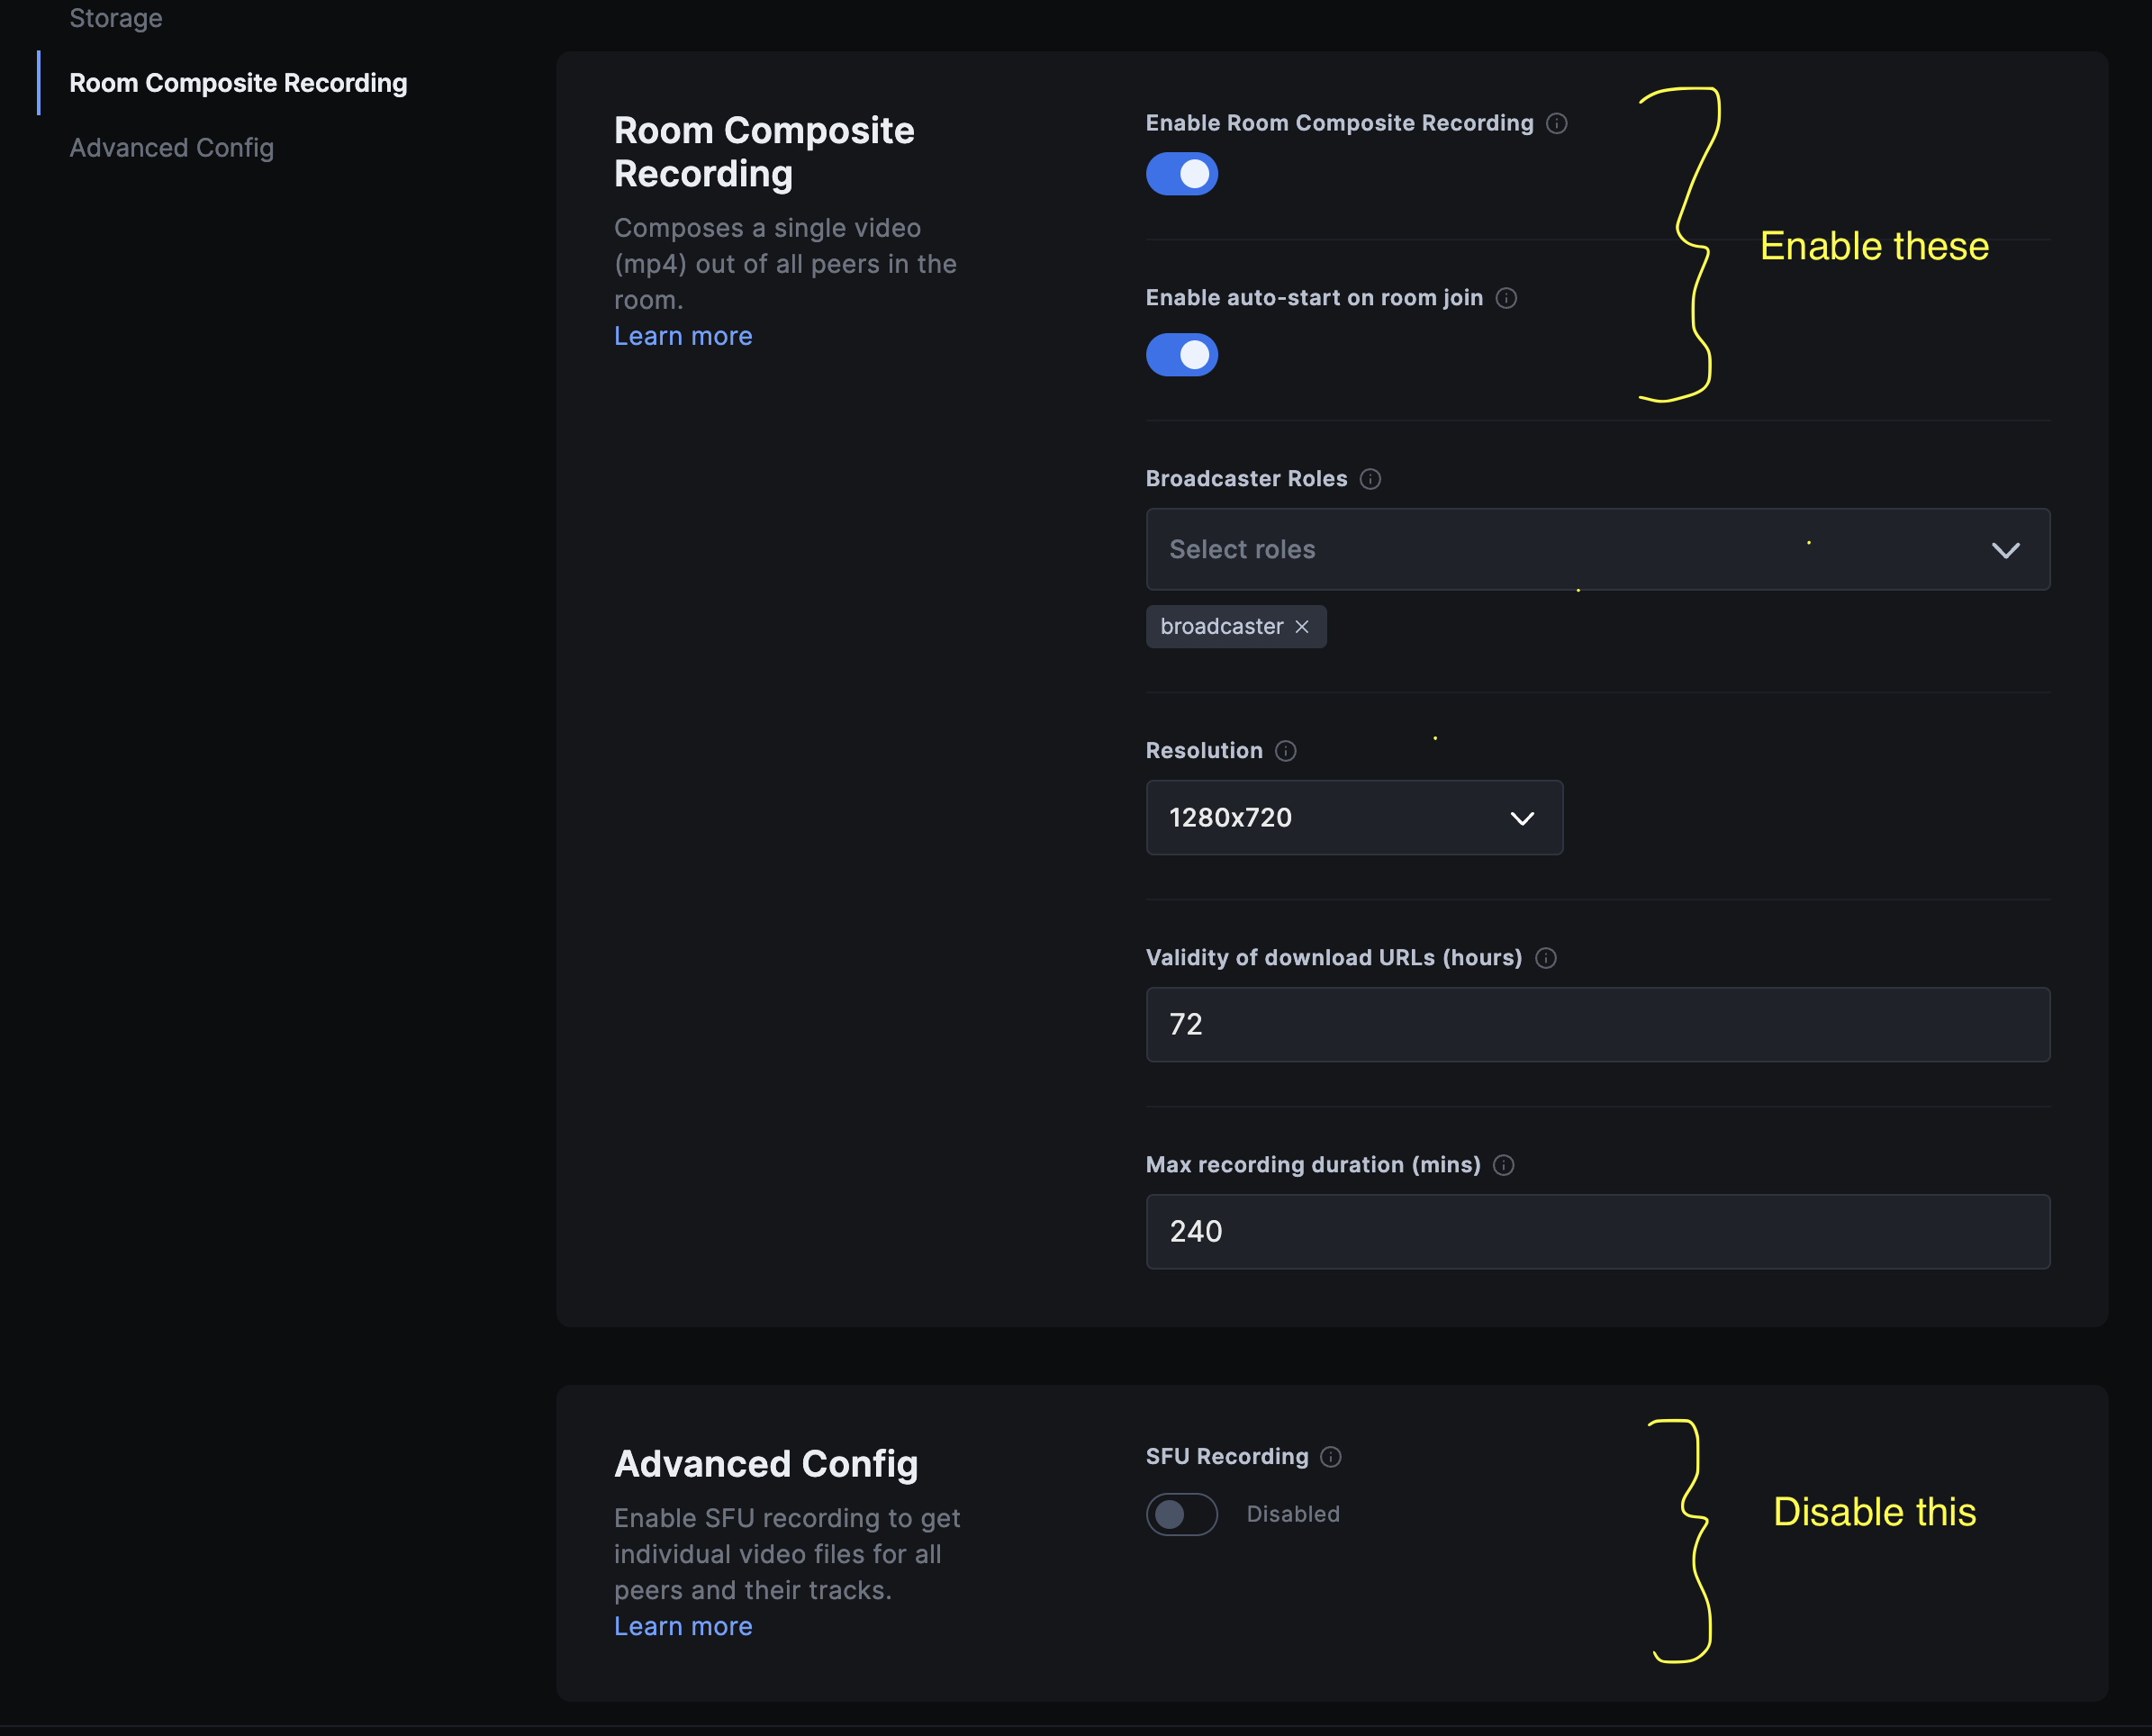 Storage
Room Composite Recording
Advanced Config
Room Composite
Recording
Composes a single video
(mp4) out of all peers in the
room.
Learn more
Enable Room Composite Recording
Enable these
Enable auto-start on room join
Broadcaster Roles
Select roles
broadcaster
Resolution
1280x720
Validity of download URLs (hours)
72
Max recording duration (mins)
240
Advanced Config
Enable SFU recording to get
individual video files for all
peers and their tracks.
Learn more
SFU Recording
Disabled
Disable this